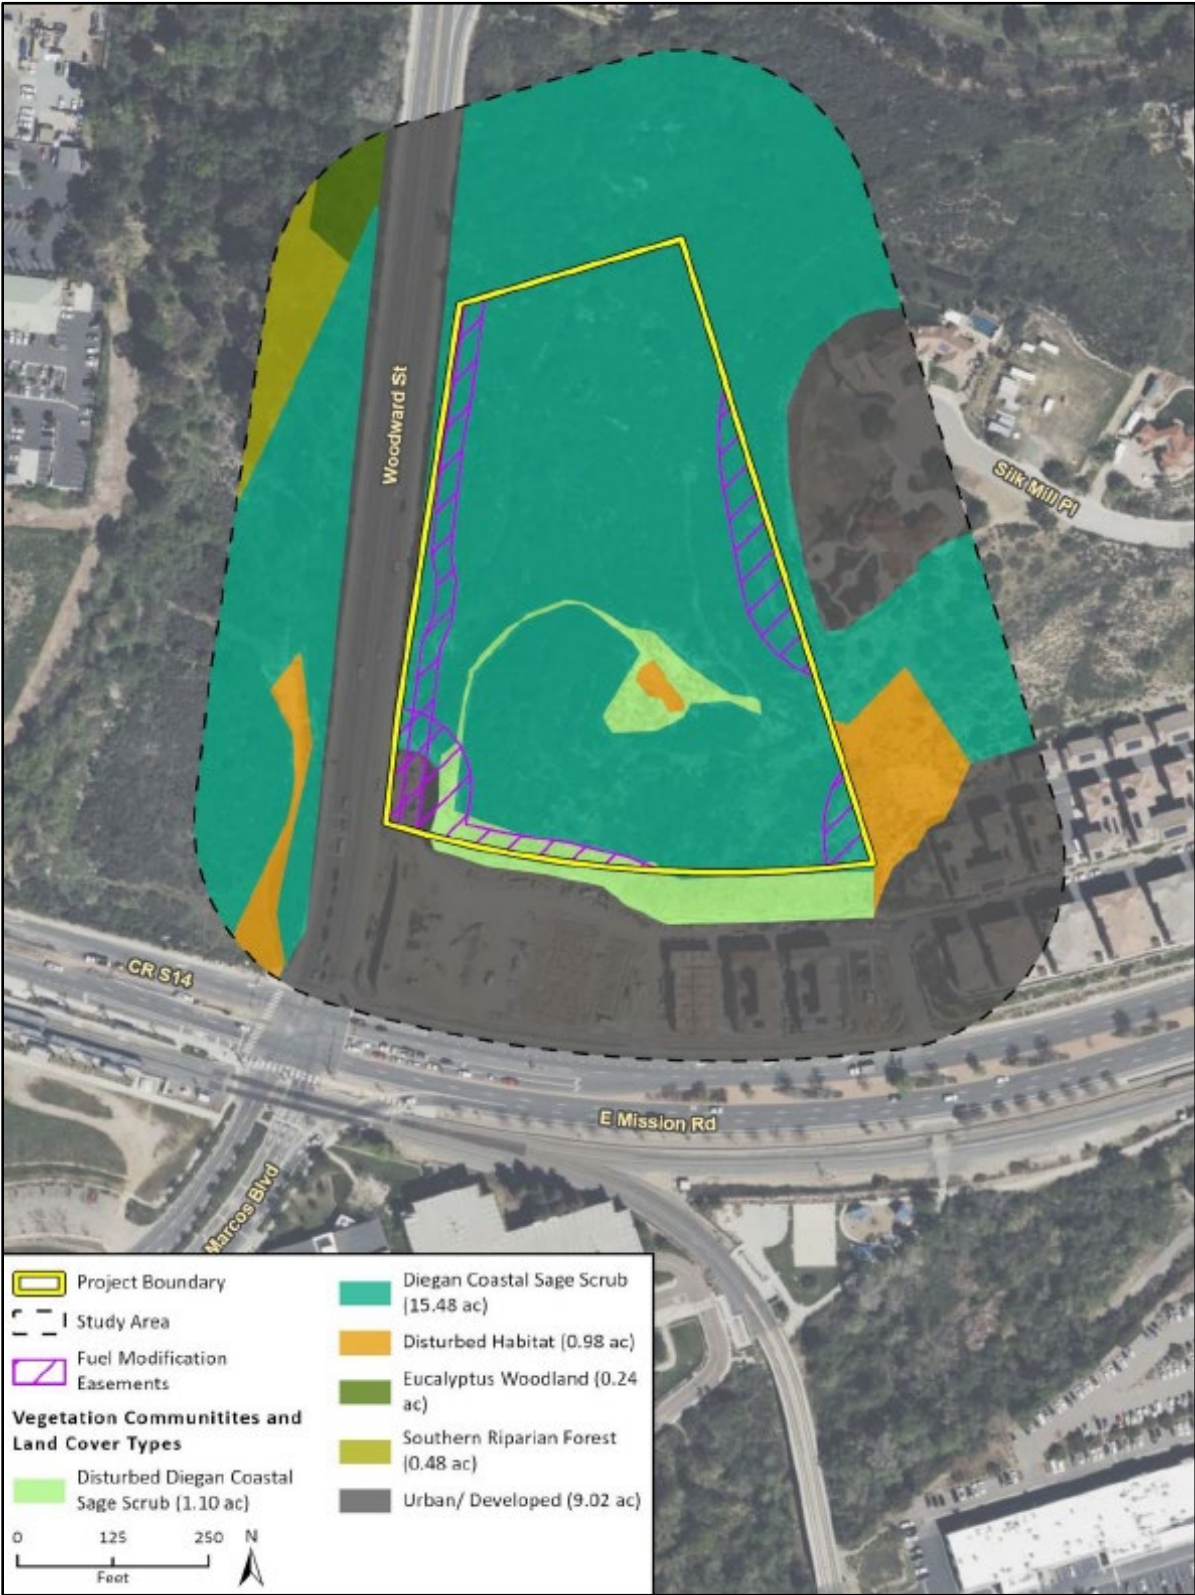 Woodward St
Silk Mill Pl
CR S14
E Mission Rd
Marcos Blvd
Project Boundary
Study Area
Fuel Modification
Easements
Vegetation Communitites and
Land Cover Types
Disturbed Diegan Coastal
Sage Scrub (1.10 ac)
Diegan Coastal Sage Scrub
(15.48 ac)
Disturbed Habitat (0.98 ac)
Eucalyptus Woodland (0.24
ac)
Southern Riparian Forest
(0.48 ac)
Urban/ Developed (9.02 ac)
0 125 250 N
Feet